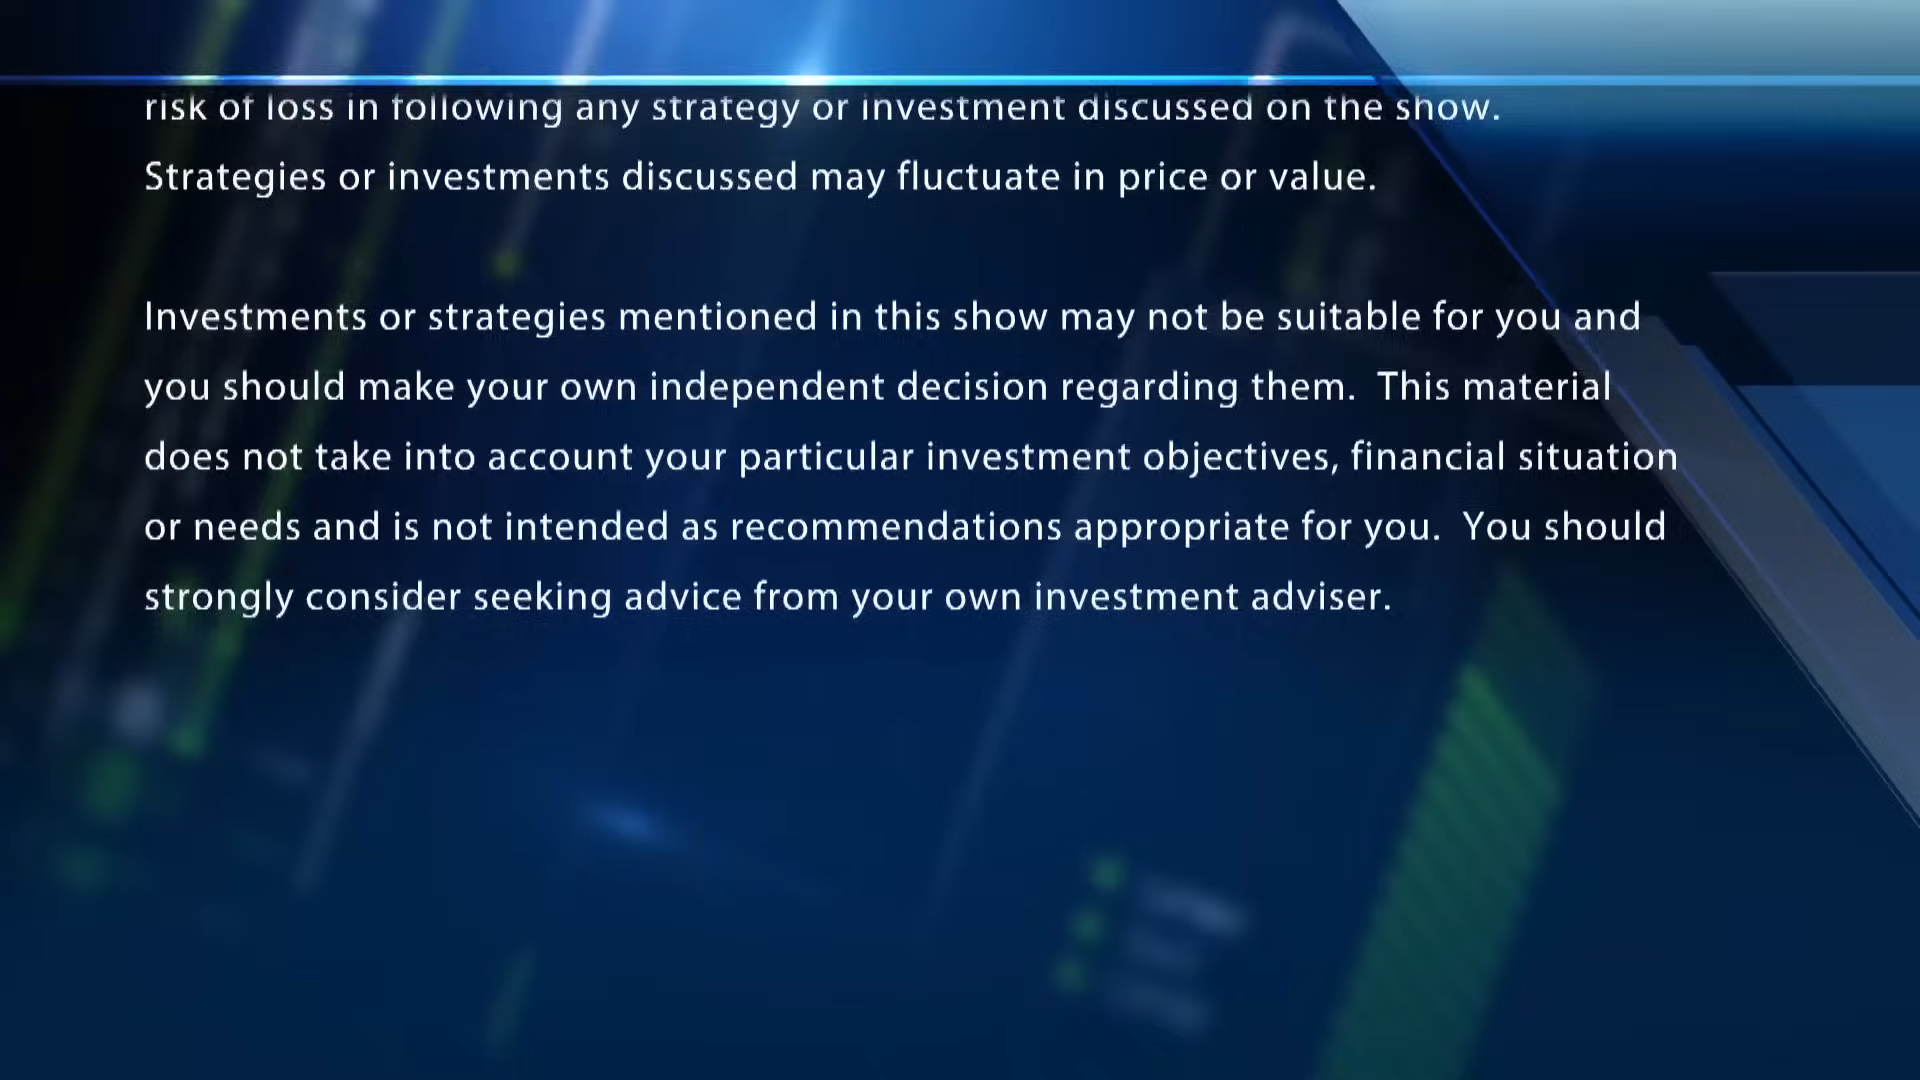 risk of loss in following any strategy or investment discussed on the show.
Strategies or investments discussed may fluctuate in price or value.
Investments or strategies mentioned in this show may not be suitable for you and
you should make your own independent decision regarding them.  This material
does not take into account your particular investment objectives, financial situation
or needs and is not intended as recommendations appropriate for you.  You should
strongly consider seeking advice from your own investment adviser.